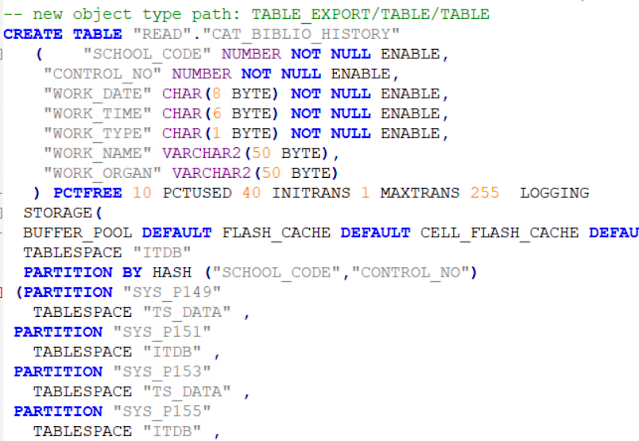 -- new object type path: TABLE_EXPORT/TABLE/TABLE
CREATE TABLE "READ"."CAT_BIBLIO_HISTORY"
( "SCHOOL_CODE" NUMBER NOT NULL ENABLE,
"CONTROL_NO" NUMBER NOT NULL ENABLE,
"WORK_DATE" CHAR(8 BYTE) NOT NULL ENABLE,
"WORK_TIME" CHAR(6 BYTE) NOT NULL ENABLE,
"WORK_TYPE" CHAR(1 BYTE) NOT NULL ENABLE,
"WORK_NAME" VARCHAR2(50 BYTE),
"WORK_ORGAN" VARCHAR2(50 BYTE)
) PCTFREE 10 PCTUSED 40 INITRANS 1 MAXTRANS 255 LOGGING
STORAGE(
BUFFER_POOL DEFAULT FLASH_CACHE DEFAULT CELL_FLASH_CACHE DEFAU
TABLESPACE "ITDB"
PARTITION BY HASH ("SCHOOL_CODE","CONTROL_NO")
(PARTITION "SYS_P149"
TABLESPACE "TS_DATA" ,
PARTITION "SYS_P151"
TABLESPACE "ITDB" ,
PARTITION "SYS_P153"
TABLESPACE "TS_DATA" ,
PARTITION "SYS_P155"
TABLESPACE "ITDB" ,